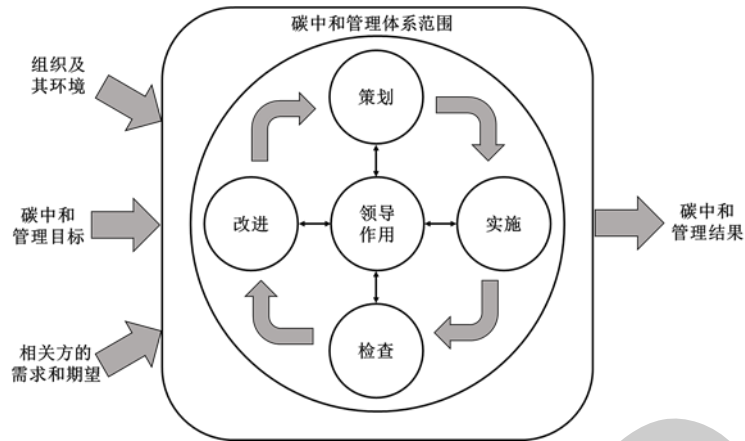 碳中和管理体系范围
组织及
其环境
策划
碳中和
管理目标
改进
领导
作用
实施
碳中和
管理结果
相关方的
需求和期望
检查